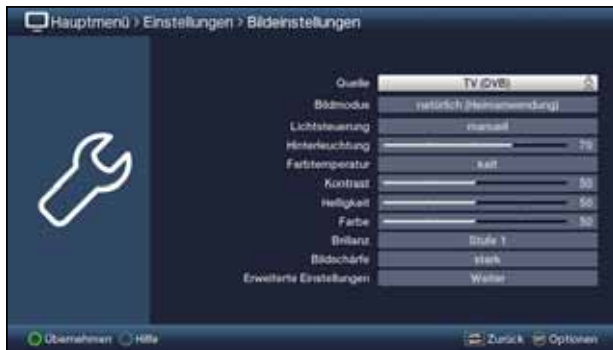 Hauptmenü > Einstellungen > Bildeinstellungen
Quelle TV (DVB)
Bildmodus natürlich (Heimanwendung)
Lichtsteuerung manuell
Hinterleuchtung 70
Farbtemperatur kalt
Kontrast 50
Helligkeit 50
Farbe 50
Brillanz Stufe 1
Bildschärfe stark
Erweiterte Einstellungen Weiter
Übernehmen Hilfe Zurück Optionen